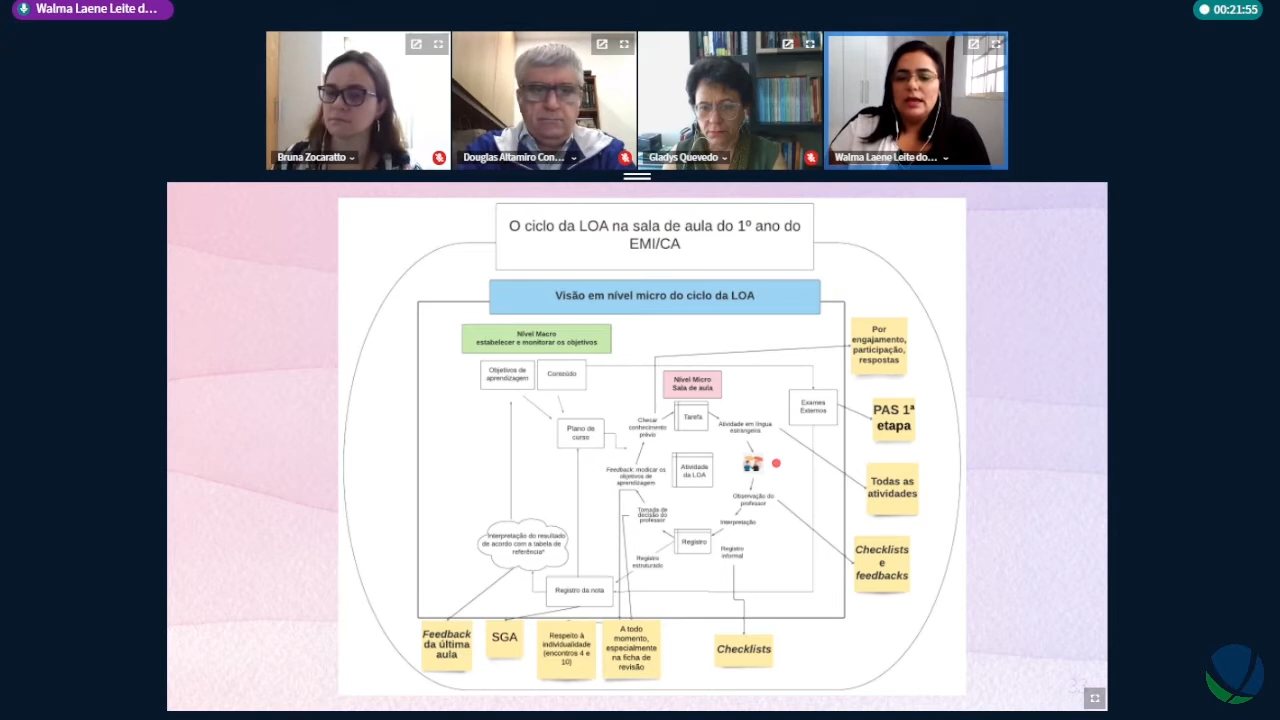 Walma Laene Leite d...
00:21:55
Bruna Zocaratto
Douglas Altamiro Con...
Gladys Quevedo
Walma Laene Leite do...
O ciclo da LOA na sala de aula do 1º ano do
EMI/CA
Visão em nível micro do ciclo da LOA
Nível Macro
estabelecer e monitorar os objetivos
Objetivos de
aprendizagem
Conteúdo
Plano de
curso
Nível Micro
Sala de aula
Tarefa
Checar
conhecimento
prévio
Atividade em língua
estrangeira
Exames
Externos
Feedback: modicar os
objetivos de
aprendizagem
Atividade
da LOA
Observação do
professor
Tomada de
decisão do
professor
Interpretação
Registro
Registro
informal
Registro
estruturado
Interpretação do resultado
de acordo com a tabela de
referência*
Registro da nota
Por
engajamento,
participação,
respostas
PAS 1ª
etapa
Todas as
atividades
Checklists
e
feedbacks
Feedback
da última
aula
SGA
Respeito à
individualidade
(encontros 4 e
10)
A todo
momento,
especialmente
na ficha de
revisão
Checklists